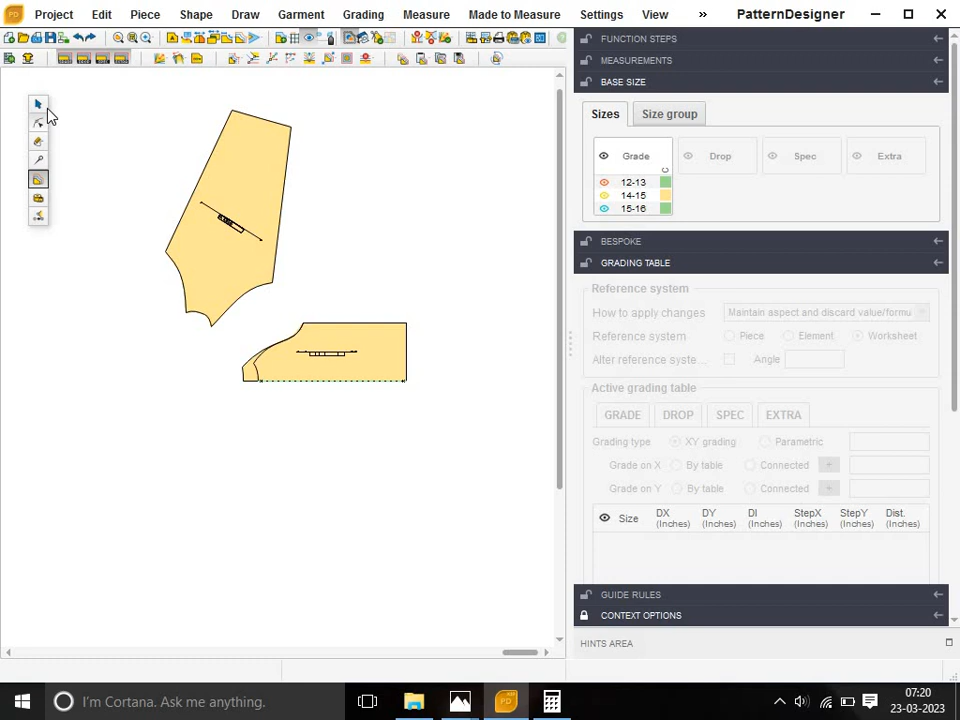 Project Edit Piece Shape Draw Garment Grading Measure Made to Measure Settings View » PatternDesigner
FUNCTION STEPS
MEASUREMENTS
BASE SIZE
Sizes Size group
Grade Drop Spec Extra
C
12-13
14-15
15-16
BESPOKE
GRADING TABLE
Reference system
How to apply changes Maintain aspect and discard value/formu
Reference system Piece Element Worksheet
Alter reference syste... Angle
Active grading table
GRADE DROP SPEC EXTRA
Grading type XY grading Parametric
Grade on X By table Connected +
Grade on Y By table Connected +
Size DX (Inches) DY (Inches) DI (Inches) StepX (Inches) StepY (Inches) Dist. (Inches)
GUIDE RULES
CONTEXT OPTIONS
HINTS AREA
I'm Cortana. Ask me anything.
07:20
23-03-2023